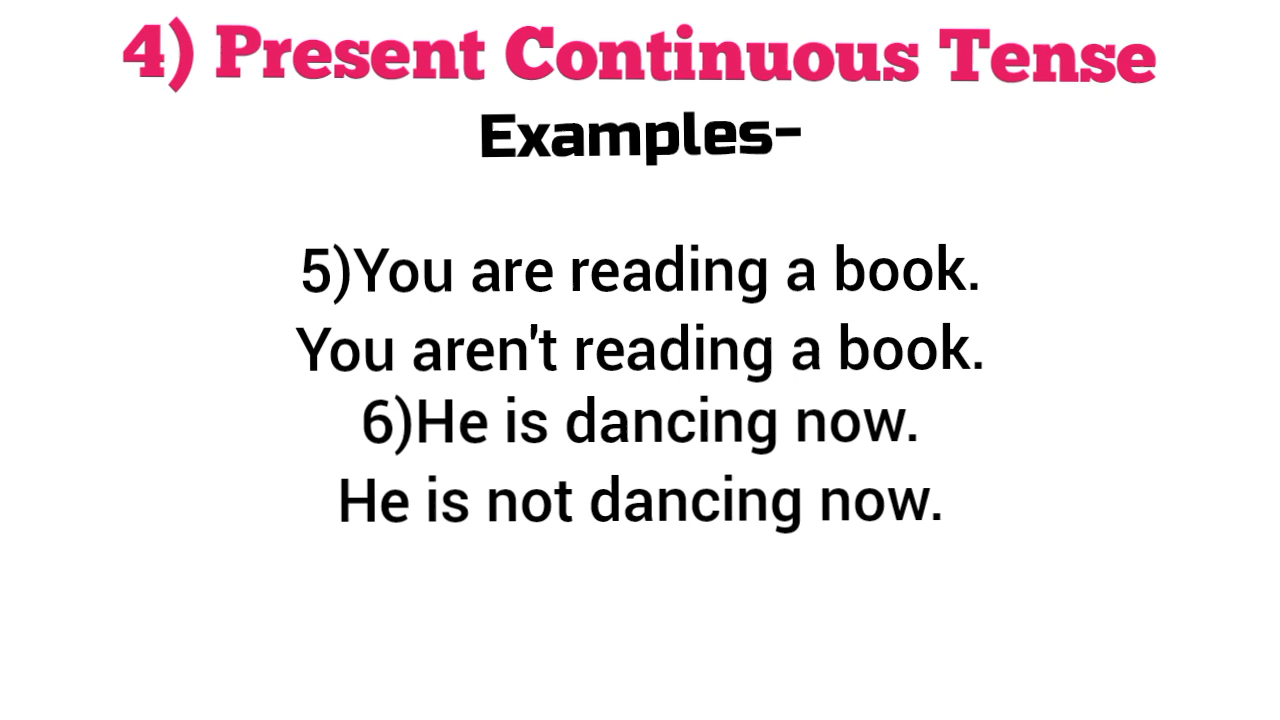 4) Present Continuous Tense
Examples-
5)You are reading a book.
You aren't reading a book.
6)He is dancing now.
He is not dancing now.